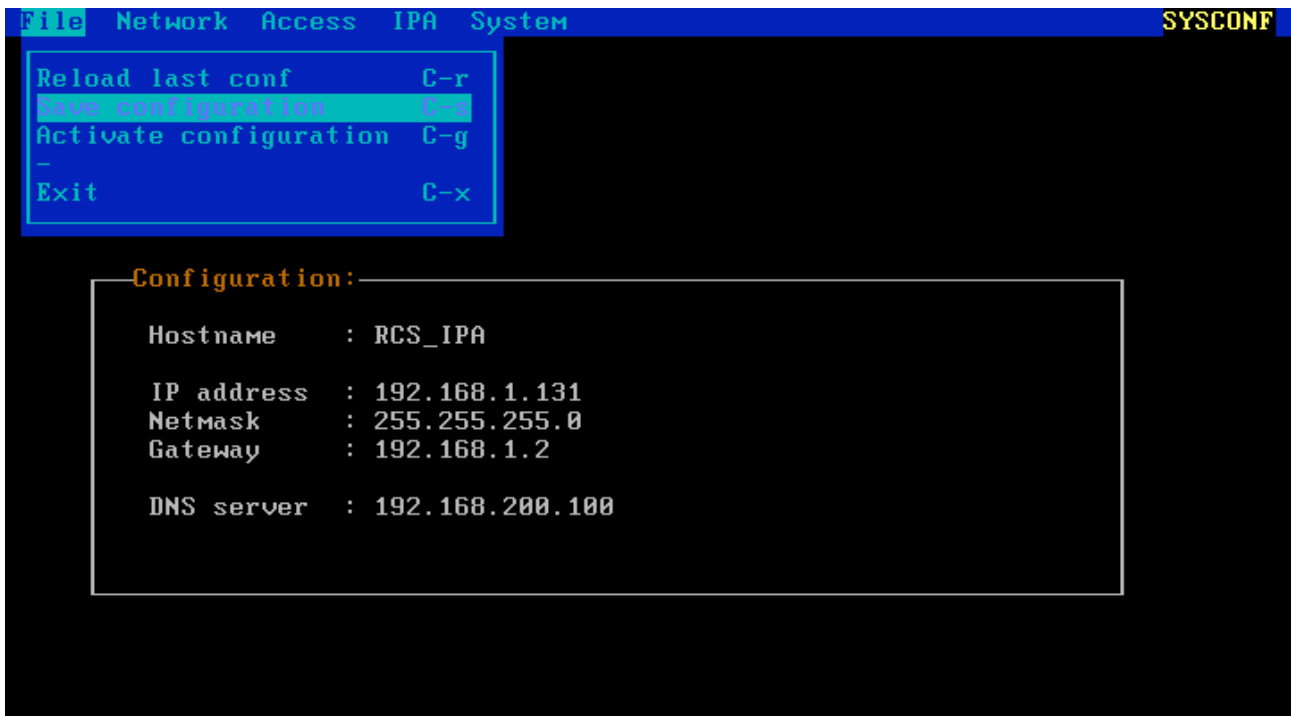 File Network Access IPA System SYSCONF
Reload last conf C-r
Save configuration C-s
Activate configuration C-g
-
Exit C-x
Configuration:
Hostname : RCS_IPA
IP address : 192.168.1.131
Netmask : 255.255.255.0
Gateway : 192.168.1.2
DNS server : 192.168.200.100